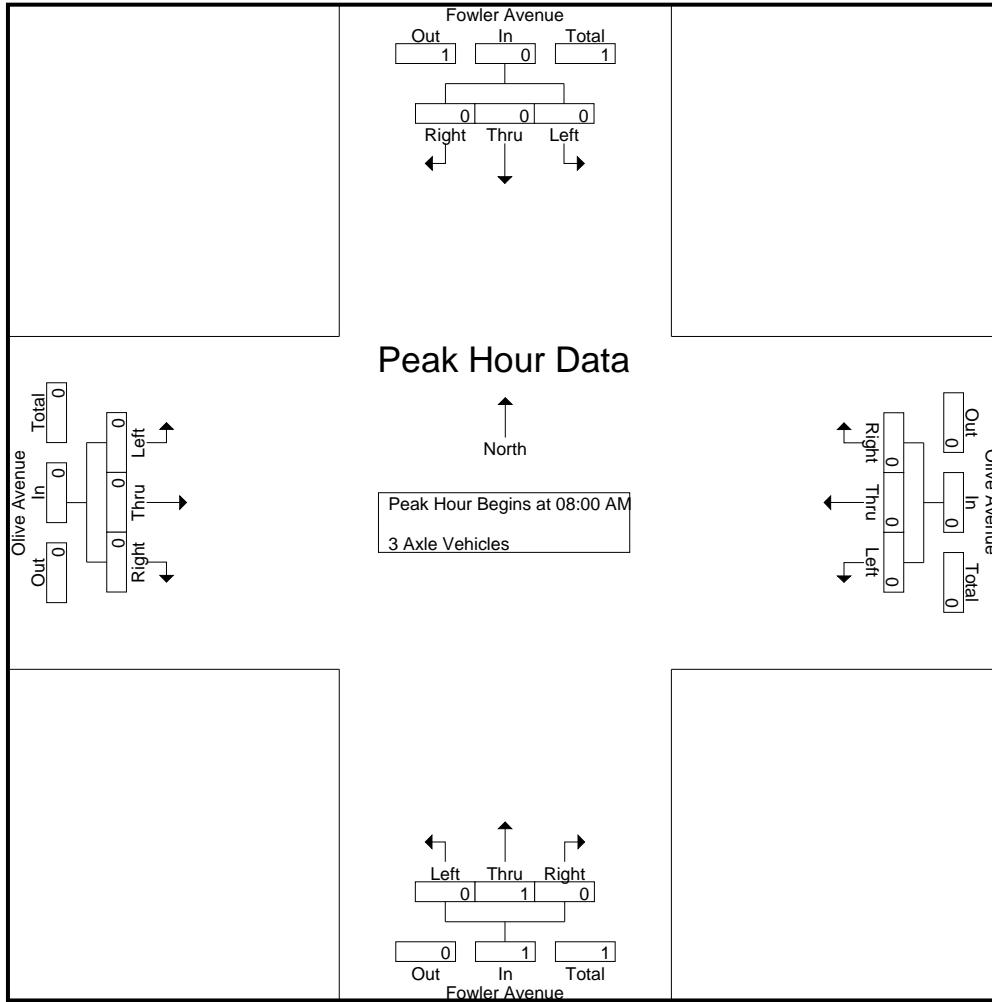 Fowler Avenue
Out In Total
1 0 1
0 0 0
Right Thru Left
Peak Hour Data
North
Peak Hour Begins at 08:00 AM
3 Axle Vehicles
Olive Avenue
Total In Out
0 0 0
0 0 0
Left Thru Right
Right Thru Left
0 0 0
Out In Total
0 0 0
Olive Avenue
Left Thru Right
0 1 0
0 1 1
Out In Total
Fowler Avenue